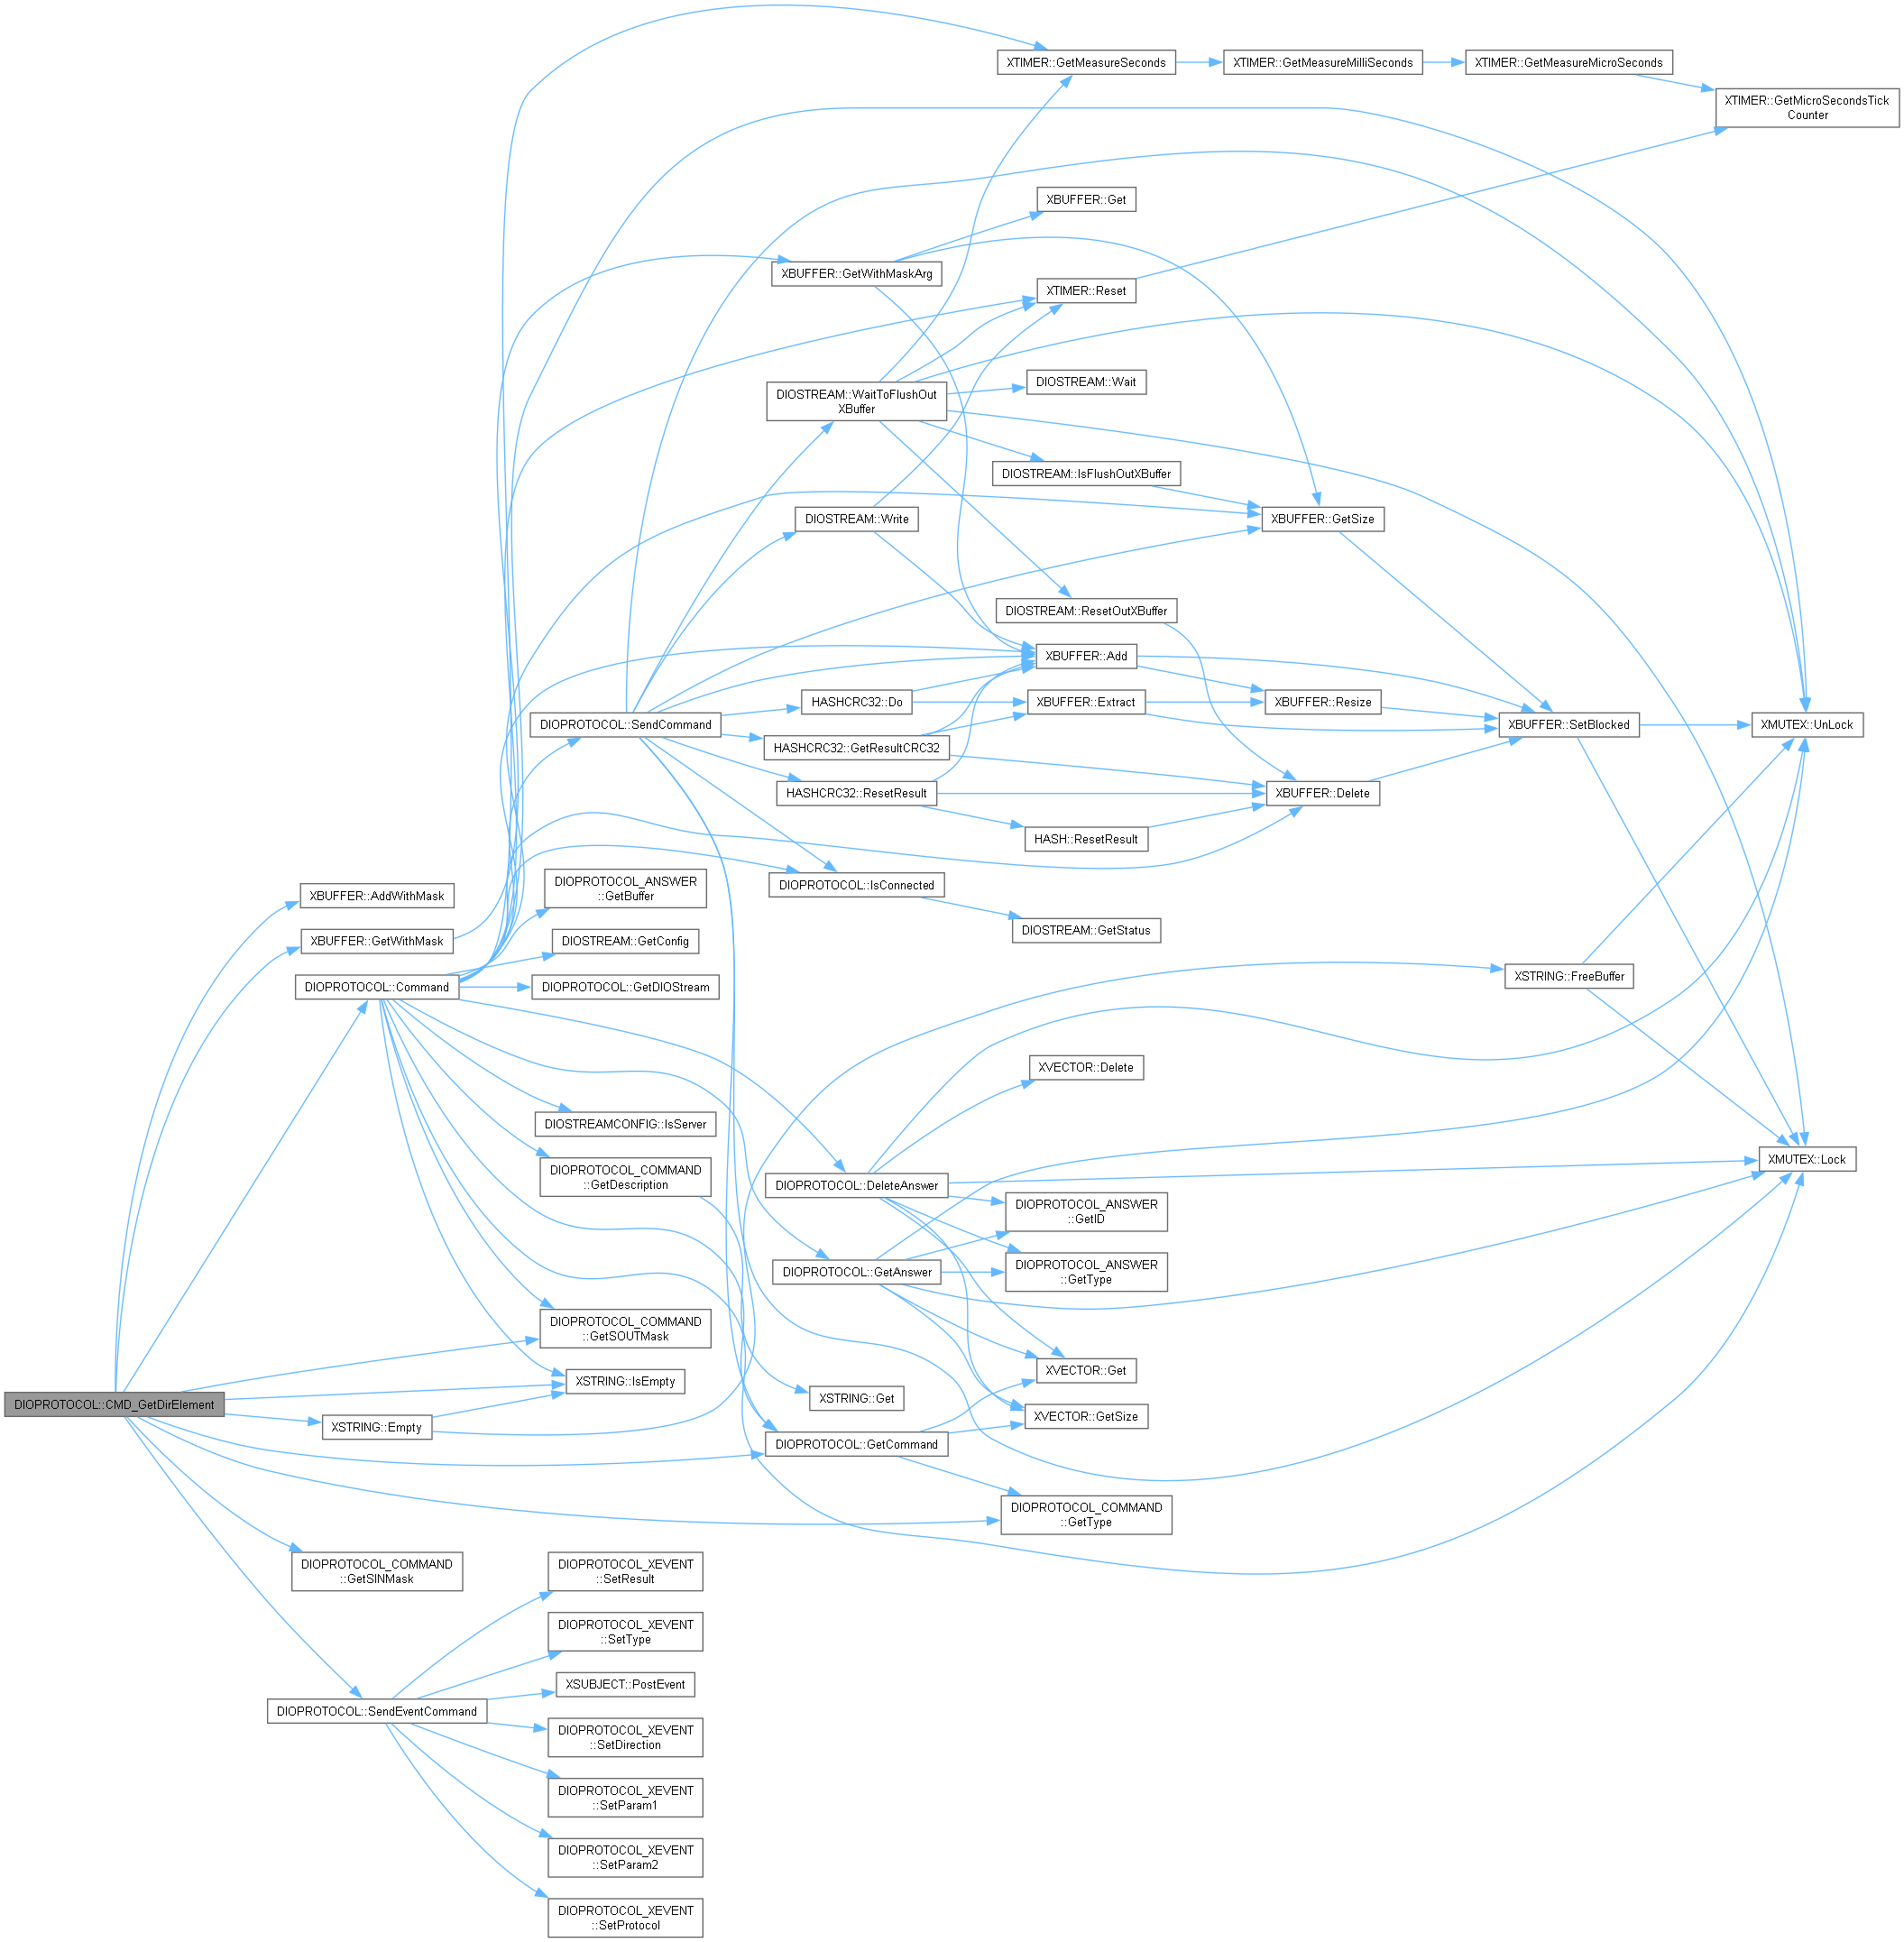 XTIMER::GetMeasureSeconds
XTIMER::GetMeasureMilliSeconds
XTIMER::GetMeasureMicroSeconds
XTIMER::GetMicroSecondsTick
Counter
XBUFFER::Get
XBUFFER::GetWithMaskArg
XTIMER::Reset
DIOSTREAM::Wait
DIOSTREAM::WaitToFlushOut
XBuffer
DIOSTREAM::IsFlushOutXBuffer
DIOSTREAM::Write
XBUFFER::GetSize
DIOSTREAM::ResetOutXBuffer
XBUFFER::Add
HASHCRC32::Do
XBUFFER::Extract
XBUFFER::Resize
DIOPROTOCOL::SendCommand
XBUFFER::SetBlocked
XMUTEX::UnLock
HASHCRC32::GetResultCRC32
HASHCRC32::ResetResult
XBUFFER::Delete
HASH::ResetResult
DIOPROTOCOL::IsConnected
DIOPROTOCOL_ANSWER
::GetBuffer
XBUFFER::AddWithMask
DIOSTREAM::GetStatus
XBUFFER::GetWithMask
DIOSTREAM::GetConfig
XSTRING::FreeBuffer
DIOPROTOCOL::Command
DIOPROTOCOL::GetDIOStream
XVECTOR::Delete
DIOSTREAMCONFIG::IsServer
XMUTEX::Lock
DIOPROTOCOL_COMMAND
::GetDescription
DIOPROTOCOL::DeleteAnswer
DIOPROTOCOL_ANSWER
::GetID
DIOPROTOCOL::GetAnswer
DIOPROTOCOL_ANSWER
::GetType
DIOPROTOCOL_COMMAND
::GetSOUTMask
XVECTOR::Get
XSTRING::IsEmpty
XSTRING::Get
DIOPROTOCOL::CMD_GetDirElement
XVECTOR::GetSize
XSTRING::Empty
DIOPROTOCOL::GetCommand
DIOPROTOCOL_COMMAND
::GetType
DIOPROTOCOL_COMMAND
::GetSINMask
DIOPROTOCOL_XEVENT
::SetResult
DIOPROTOCOL_XEVENT
::SetType
XSUBJECT::PostEvent
DIOPROTOCOL::SendEventCommand
DIOPROTOCOL_XEVENT
::SetDirection
DIOPROTOCOL_XEVENT
::SetParam1
DIOPROTOCOL_XEVENT
::SetParam2
DIOPROTOCOL_XEVENT
::SetProtocol